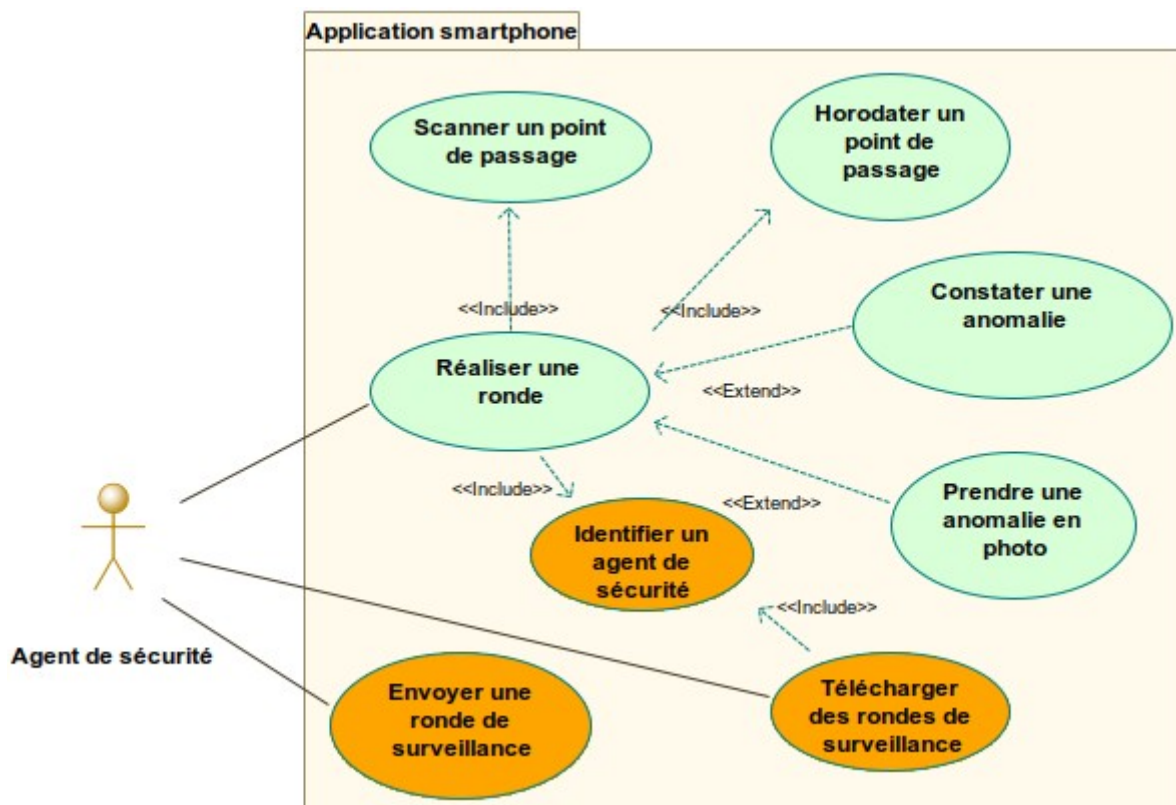 Application smartphone
Scanner un point
de passage
Horodater un
point de
passage
<<Include>>
<<Include>>
Constater une
anomalie
Réaliser une
ronde
<<Extend>>
<<Include>>
<<Extend>>
Prendre une
anomalie en
photo
Identifier un
agent de
sécurité
<<Include>>
Agent de sécurité
Envoyer une
ronde de
surveillance
Télécharger
des rondes de
surveillance